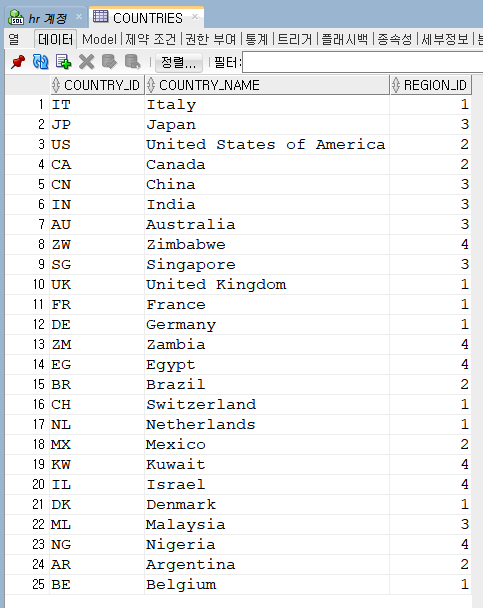 hr 계정 COUNTRIES
열 데이터 Model 제약 조건 권한 부여 통계 트리거 플래시백 종속성 세부정보
정렬... 필터:
COUNTRY_ID COUNTRY_NAME REGION_ID
1 IT Italy 1
2 JP Japan 3
3 US United States of America 2
4 CA Canada 2
5 CN China 3
6 IN India 3
7 AU Australia 3
8 ZW Zimbabwe 4
9 SG Singapore 3
10 UK United Kingdom 1
11 FR France 1
12 DE Germany 1
13 ZM Zambia 4
14 EG Egypt 4
15 BR Brazil 2
16 CH Switzerland 1
17 NL Netherlands 1
18 MX Mexico 2
19 KW Kuwait 4
20 IL Israel 4
21 DK Denmark 1
22 ML Malaysia 3
23 NG Nigeria 4
24 AR Argentina 2
25 BE Belgium 1